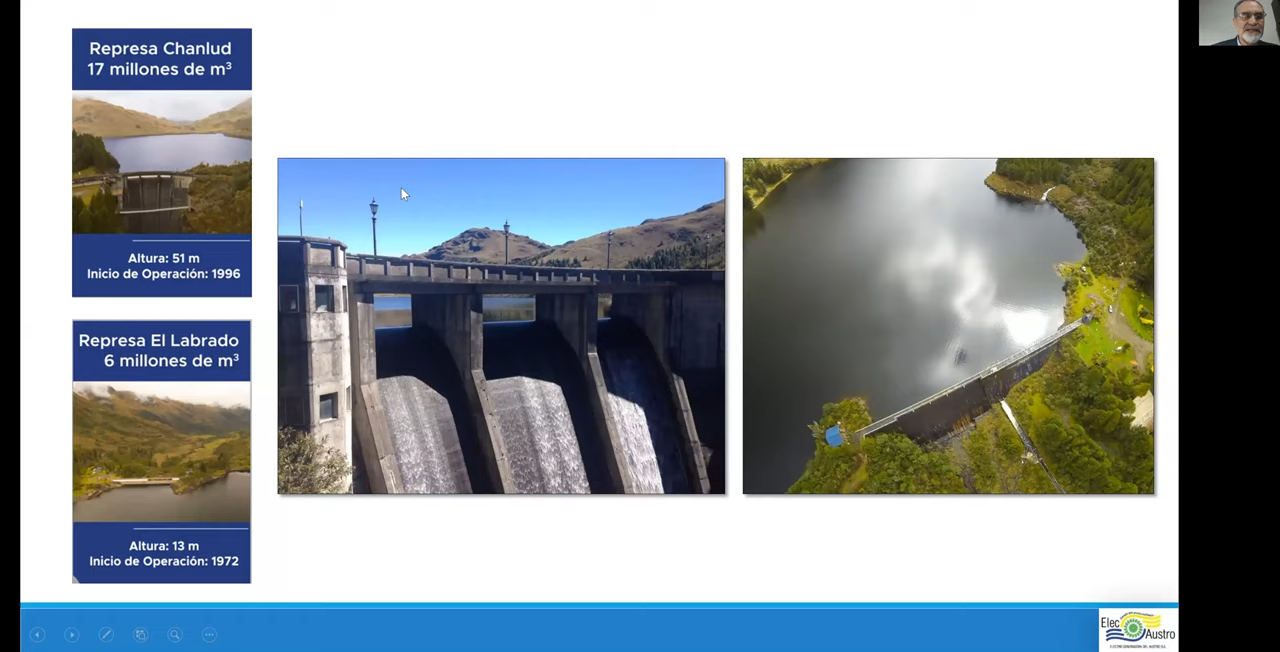 Represa Chanlud
17 millones de m³
Altura: 51 m
Inicio de Operación: 1996
Represa El Labrado
6 millones de m³
Altura: 13 m
Inicio de Operación: 1972
Elec
Austro